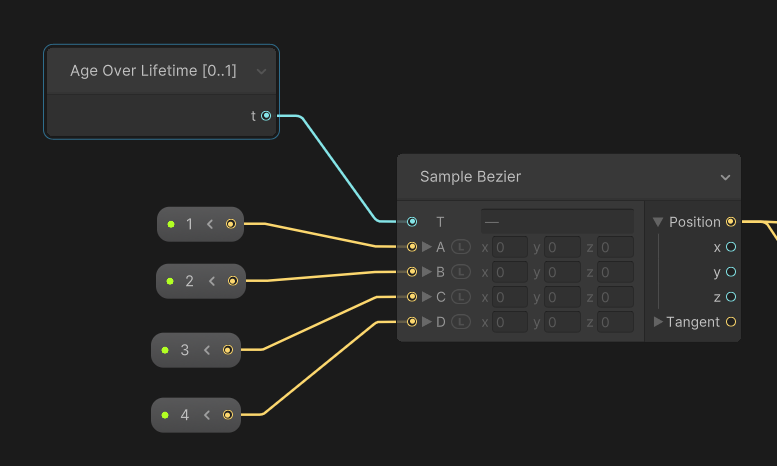 Age Over Lifetime [0..1]
t
Sample Bezier
1
T —
Position
A L x 0 y 0 z 0
x
2
B L x 0 y 0 z 0
y
C L x 0 y 0 z 0
z
D L x 0 y 0 z 0
Tangent
3
4